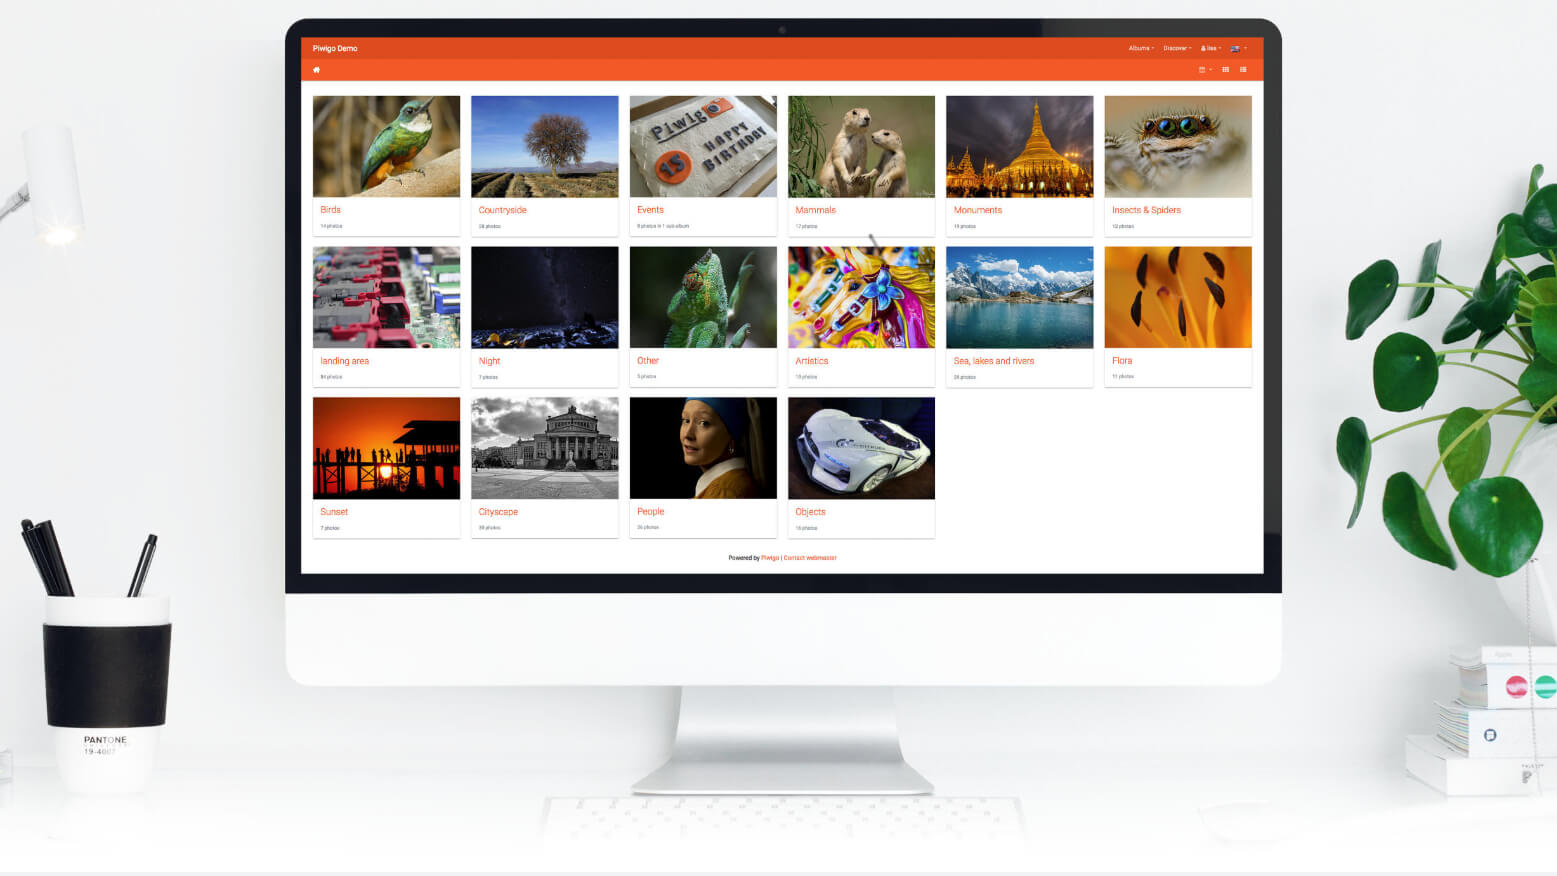 Piwigo Demo
Albums
Discover
lisa
Piwigo
15
HAPPY
BIRTHDAY
Birds
14 photos
Countryside
28 photos
Events
8 photos in 1 sub-album
Mammals
17 photos
Monuments
19 photos
Insects & Spiders
12 photos
landing area
84 photos
Night
7 photos
Other
5 photos
Artistics
10 photos
Sea, lakes and rivers
28 photos
Flora
11 photos
Sunset
7 photos
Cityscape
People
26 photos
Objects
16 photos
Powered by Piwigo | Contact webmaster
PANTONE
19-4007